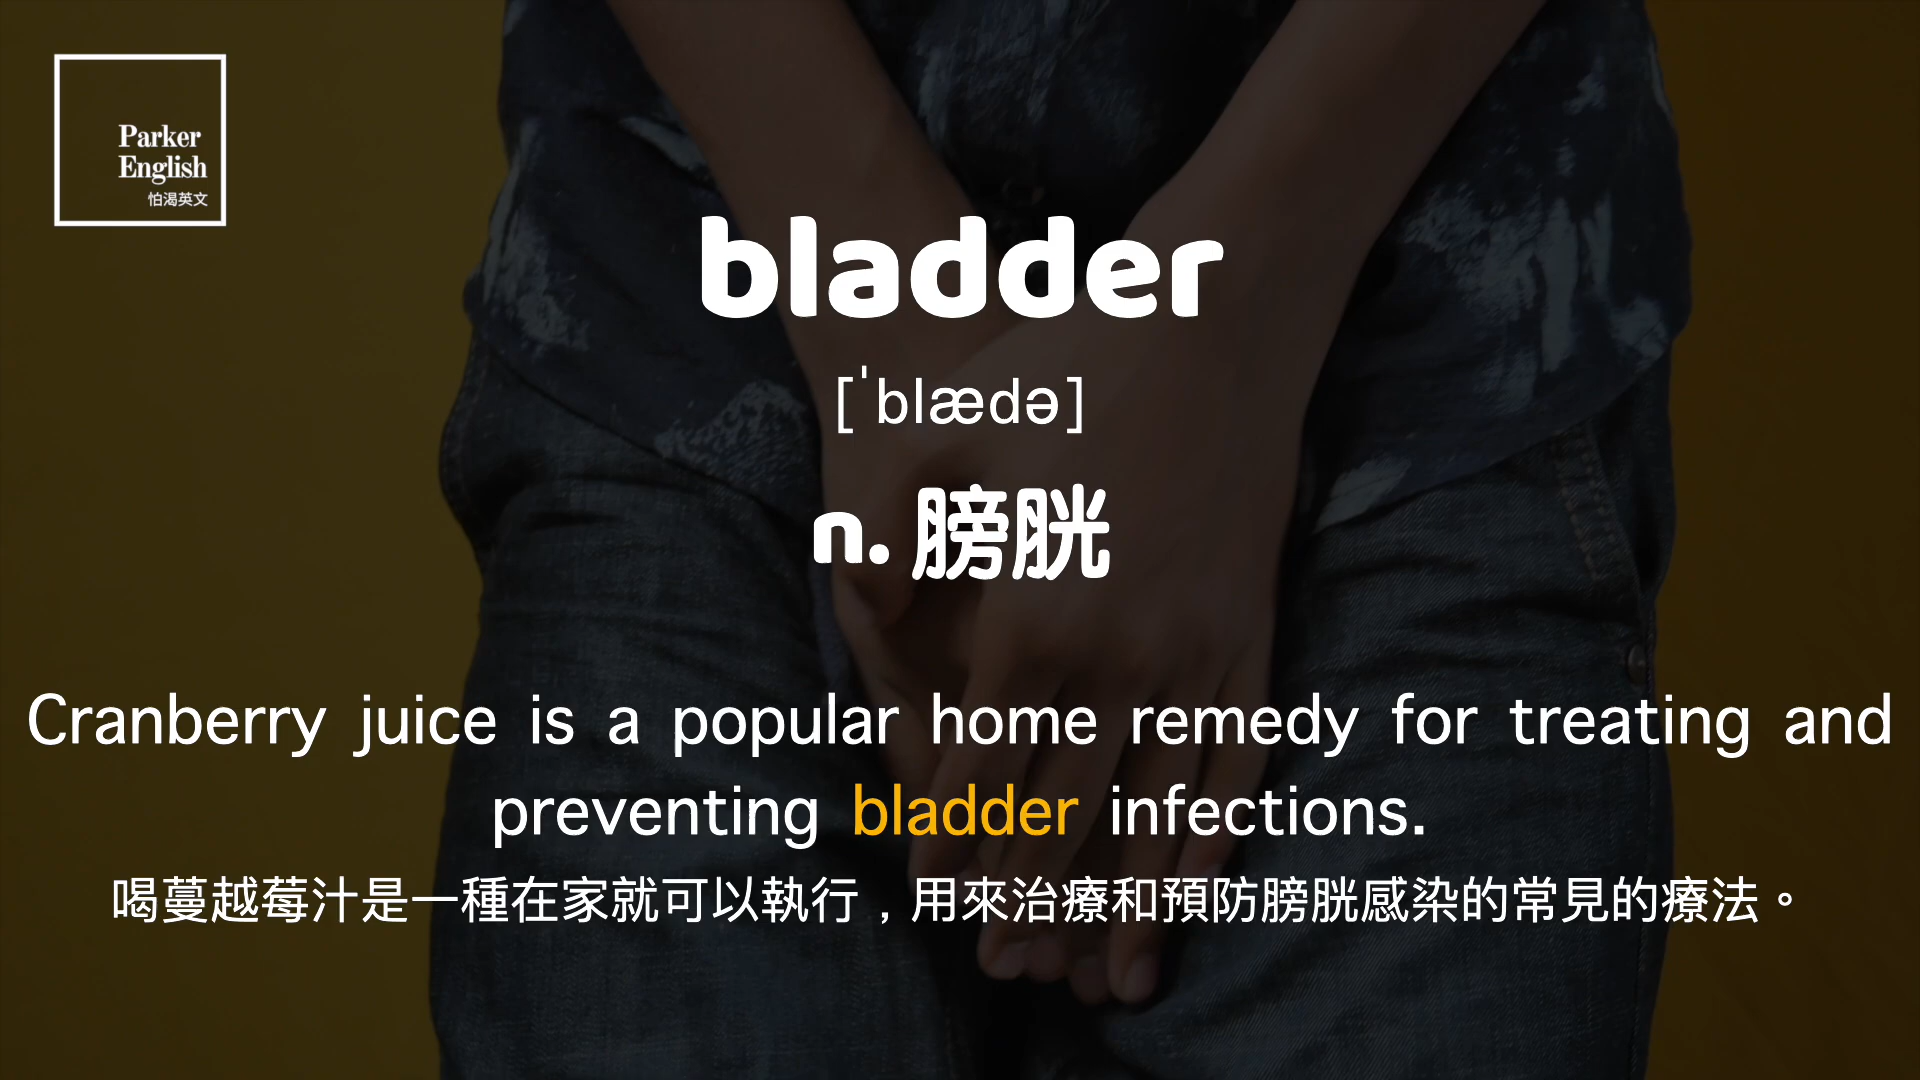 Parker
English
怕渴英文
bladder
[ˈblædə]
n. 膀胱
Cranberry juice is a popular home remedy for treating and
preventing bladder infections.
喝蔓越莓汁是一種在家就可以執行，用來治療和預防膀胱感染的常見的療法。